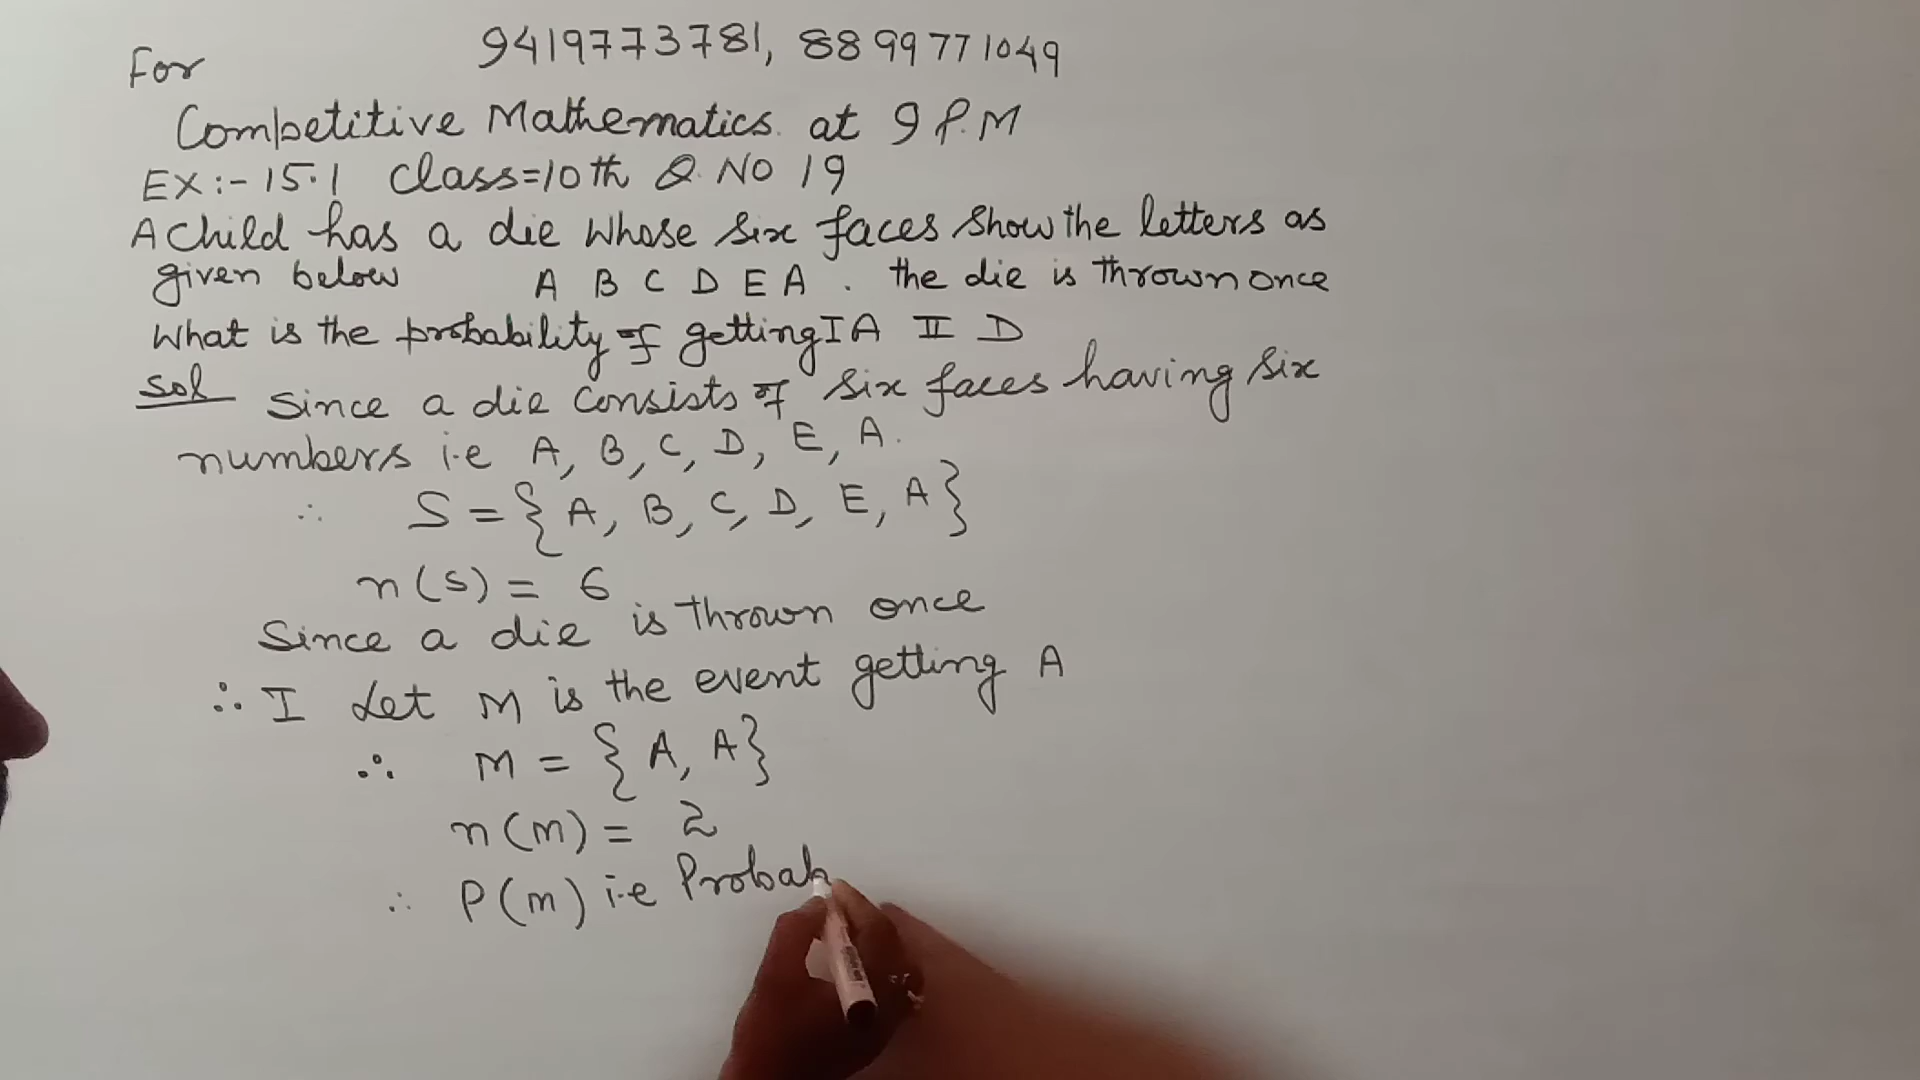 For 9419773781, 8899771049
Competitive Mathematics at 9 P.M
EX:-15.1 Class=10th Q. No 19
A Child has a die whose six faces show the letters as
given below A B C D E A . the die is thrown once
What is the probability of getting I A II D
Sol Since a die consists of six faces having six
numbers i.e A, B, C, D, E, A.
∴ S = { A, B, C, D, E, A }
n(s) = 6
Since a die is thrown once
∴ I Let M is the event getting A
∴ M = { A, A }
n(m) = 2
∴ P(m) i.e Probab